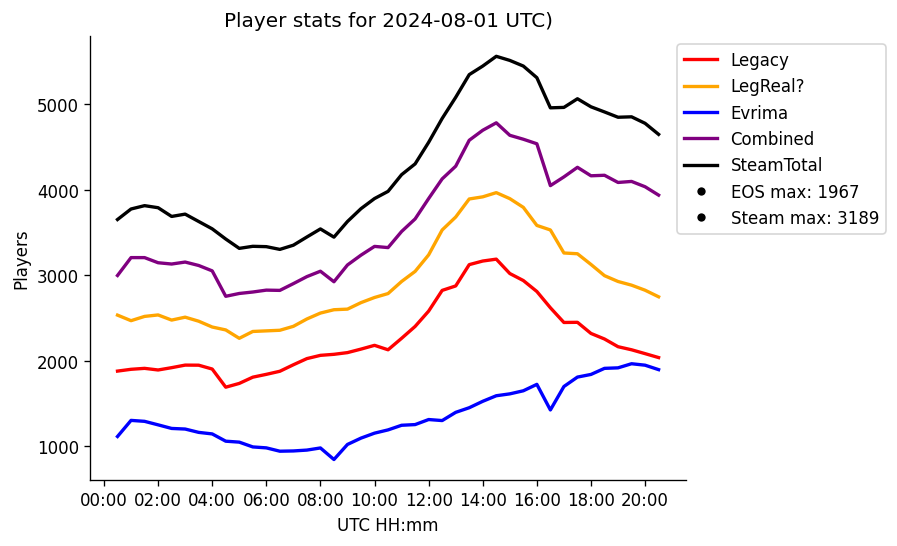 Player stats for 2024-08-01 UTC)
Legacy
LegReal?
Evrima
Combined
SteamTotal
EOS max: 1967
Steam max: 3189
Players
5000
4000
3000
2000
1000
00:00 02:00 04:00 06:00 08:00 10:00 12:00 14:00 16:00 18:00 20:00
UTC HH:mm